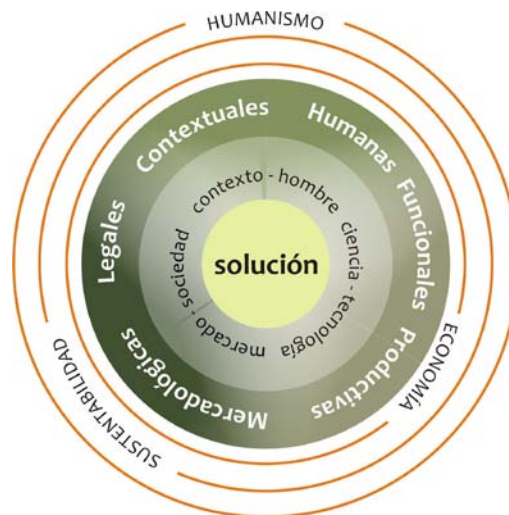 HUMANISMO
Contextuales
Humanas
Funcionales
Productivas
Mercadológicas
Legales
contexto - hombre
ciencia - tecnología
mercado - sociedad
solución
ECONOMÍA
SUSTENTABILIDAD